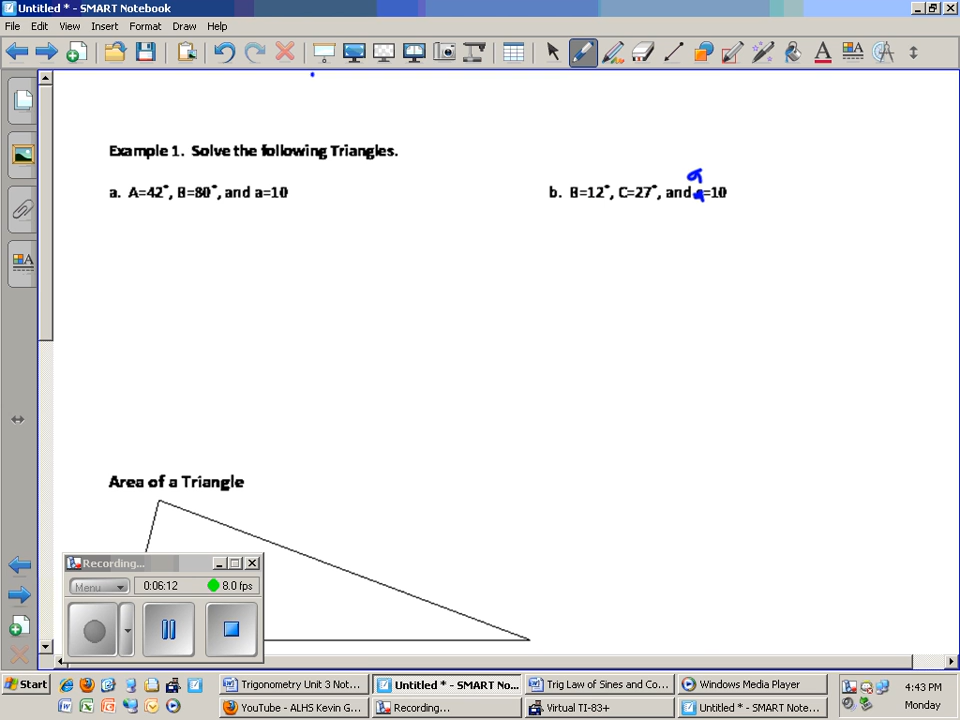 Untitled * - SMART Notebook
File Edit View Insert Format Draw Help
Example 1. Solve the following Triangles.
a. A=42°, B=80°, and a=10
b. B=12°, C=27°, and a=10
a
Area of a Triangle
Recording...
Menu
0:06:12
8.0 fps
Start
Trigonometry Unit 3 Not...
Untitled * - SMART No...
Trig Law of Sines and Co...
Windows Media Player
4:43 PM
YouTube - ALHS Kevin G...
Recording...
Virtual TI-83+
Untitled * - SMART Note...
Monday